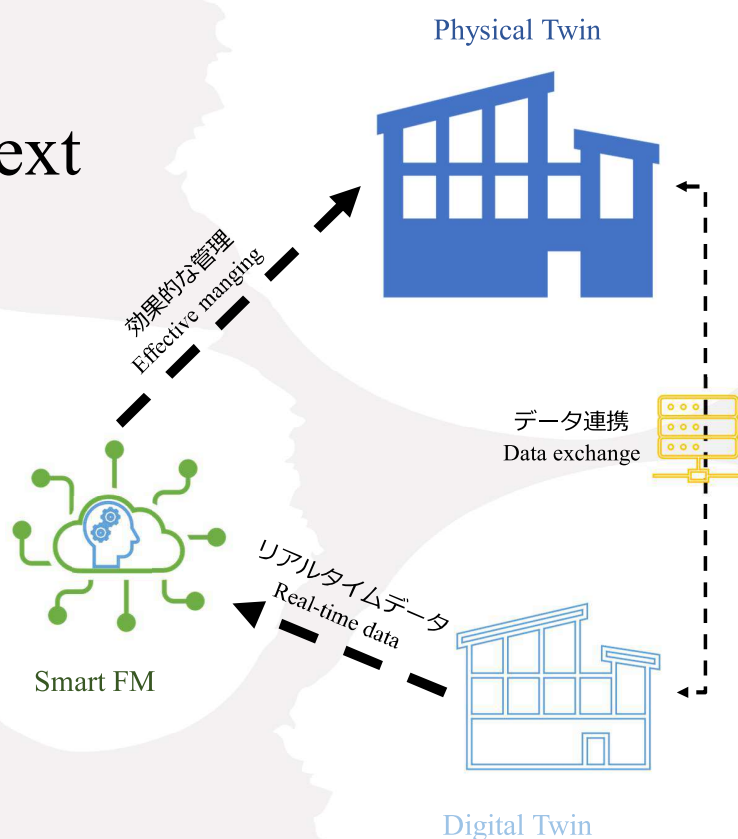 Physical Twin
ext
効果的な管理
Effective manging
データ連携
Data exchange
リアルタイムデータ
Real-time data
Smart FM
Digital Twin